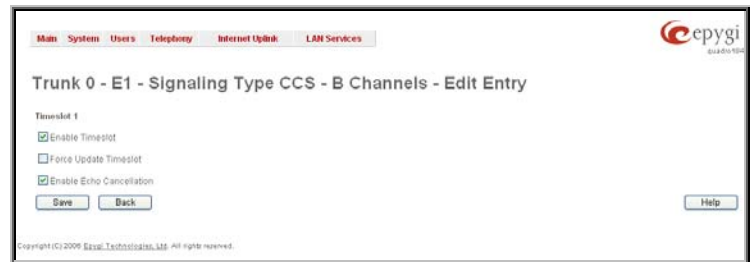 Main System Users Telephony Internet Uplink LAN Services
epygi
Trunk 0 - E1 - Signaling Type CCS - B Channels - Edit Entry
Timeslot 1
Enable Timeslot
Force Update Timeslot
Enable Echo Cancellation
Save Back Help
Copyright (C) 2006 Epygi Technologies, Ltd. All rights reserved.